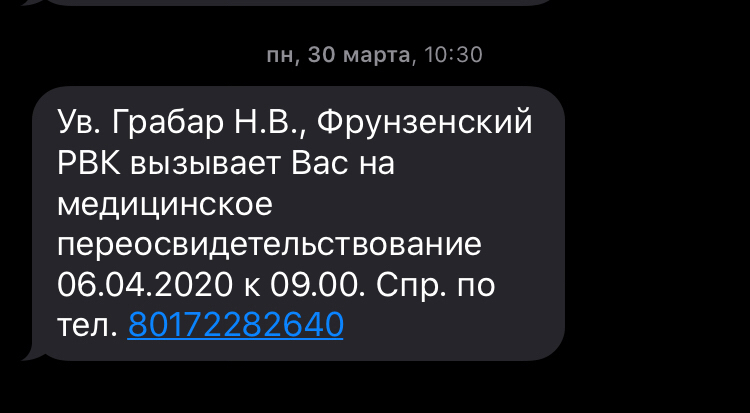 пн, 30 марта, 10:30
Ув. Грабар Н.В., Фрунзенский
РВК вызывает Вас на
медицинское
переосвидетельствование
06.04.2020 к 09.00. Спр. по
тел. 80172282640